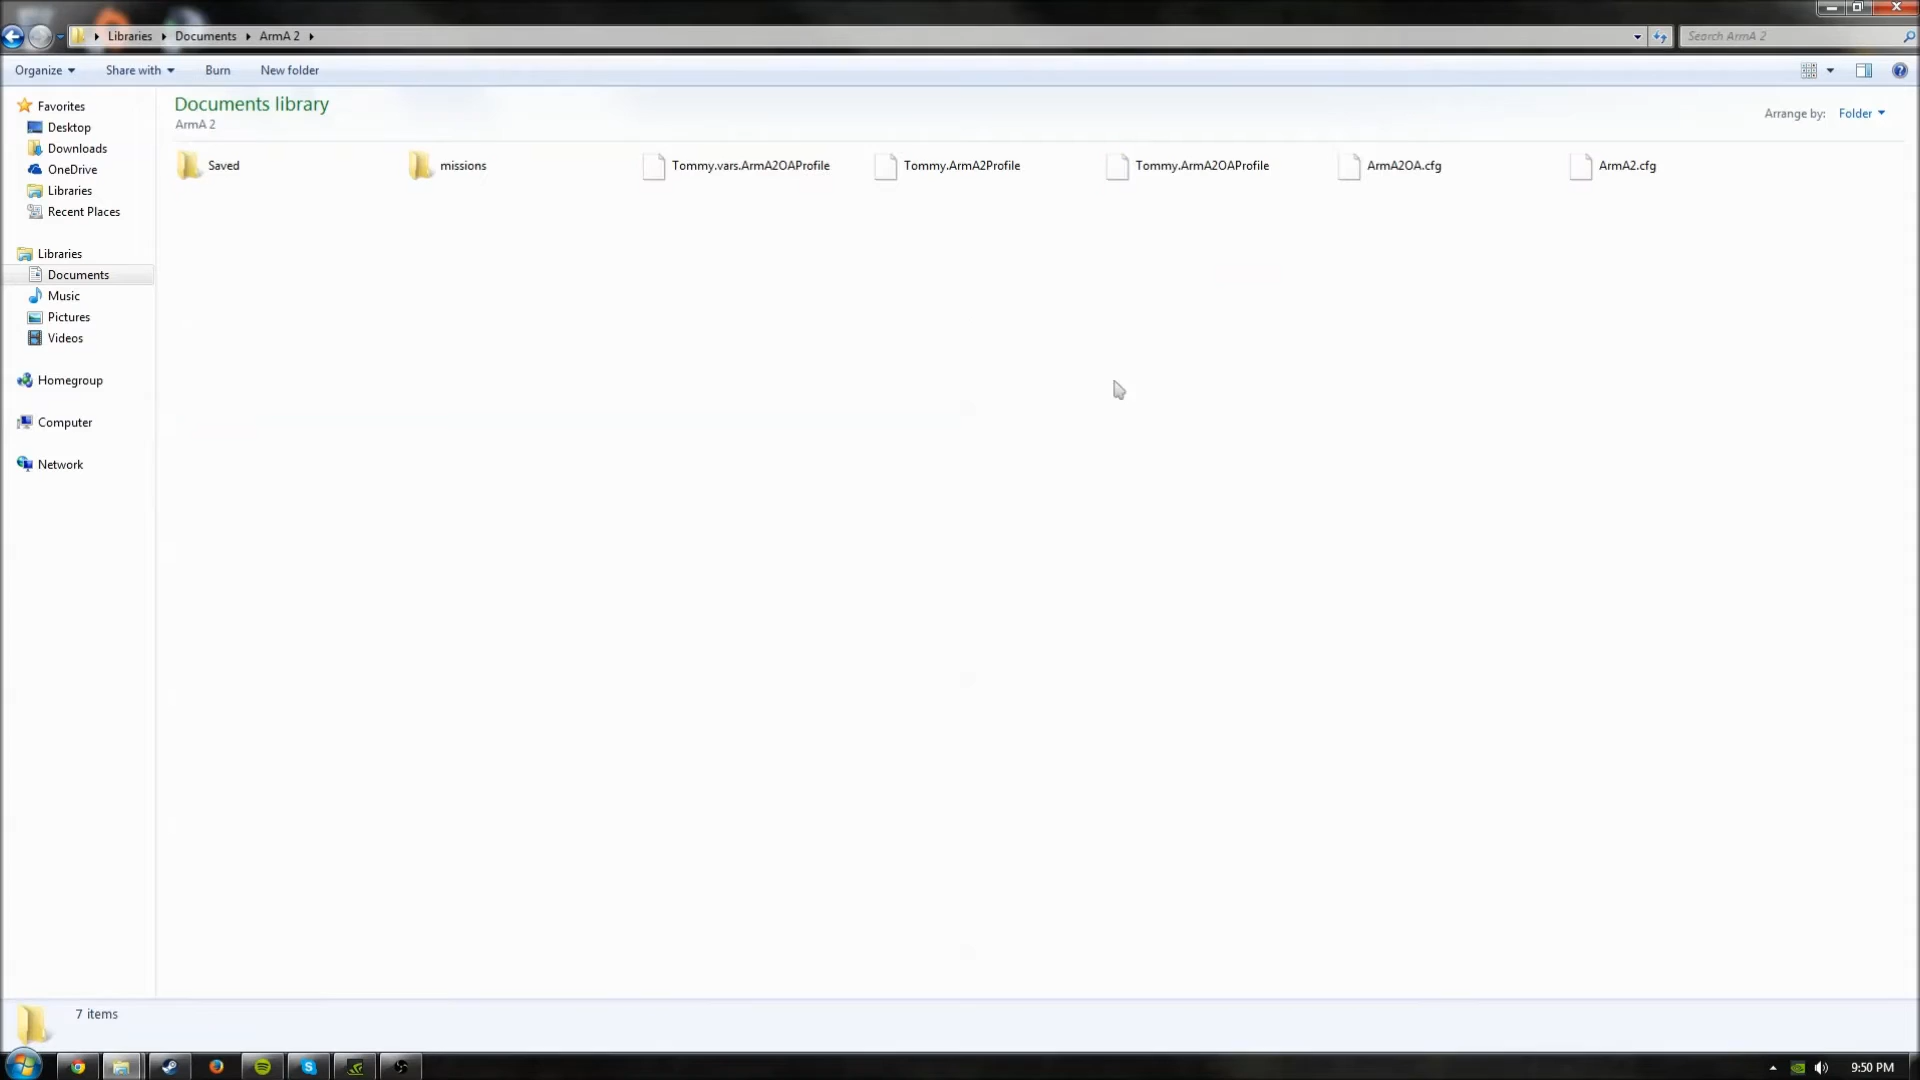 Libraries Documents ArmA 2
Search ArmA 2
Organize Share with Burn New folder
Documents library
ArmA 2
Arrange by: Folder
Favorites
Desktop
Downloads
OneDrive
Libraries
Recent Places
Libraries
Documents
Music
Pictures
Videos
Homegroup
Computer
Network
Saved missions Tommy.vars.ArmA2OAProfile Tommy.ArmA2Profile Tommy.ArmA2OAProfile ArmA2OA.cfg ArmA2.cfg
7 items
9:50 PM